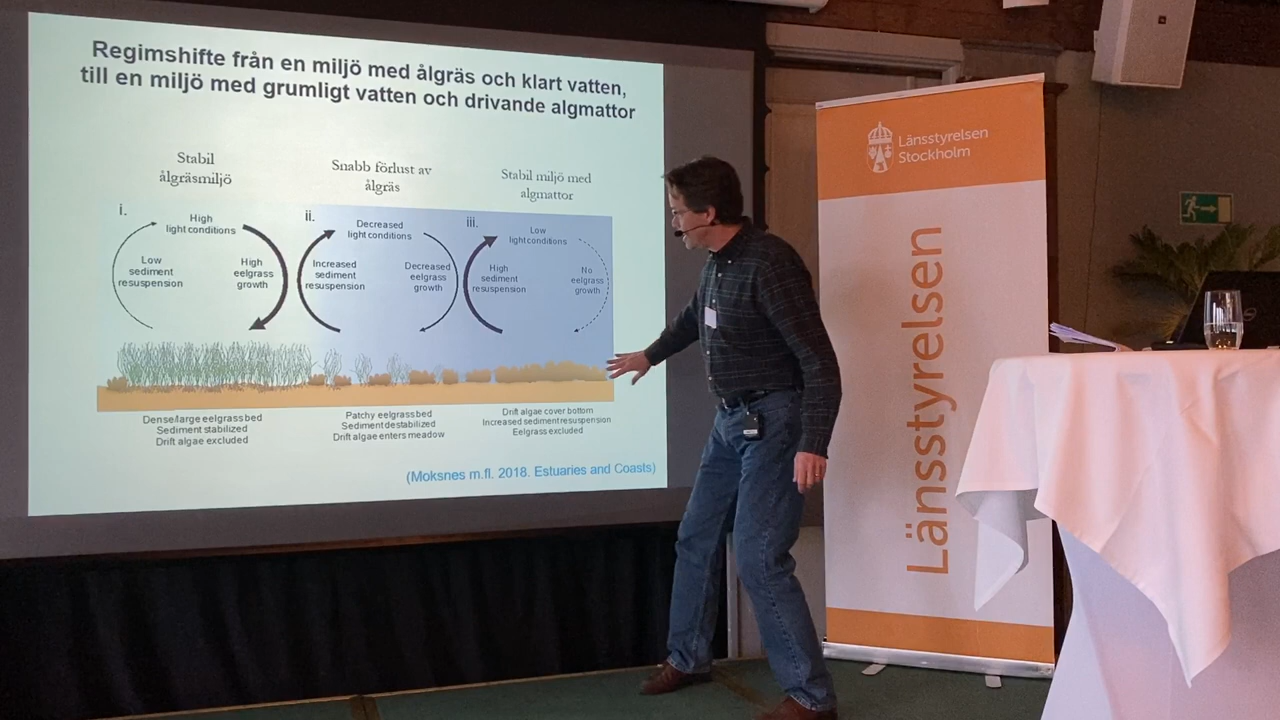 Regimshifte från en miljö med ålgräs och klart vatten,
till en miljö med grumligt vatten och drivande algmattor
Stabil
ålgräsmiljö
Snabb förlust av
ålgräs
Stabil miljö med
algmattor
i.
High
light conditions
Low
sediment
resuspension
High
eelgrass
growth
ii.
Decreased
light conditions
Increased
sediment
resuspension
Decreased
eelgrass
growth
iii.
Low
light conditions
High
sediment
resuspension
No
eelgrass
growth
Dense/large eelgrass bed
Sediment stabilized
Drift algae excluded
Patchy eelgrass bed
Sediment destabilized
Drift algae enters meadow
Drift algae cover bottom
Increased sediment resuspension
Eelgrass excluded
(Moksnes m.fl. 2018. Estuaries and Coasts)
Länsstyrelsen
Stockholm
Länsstyrelsen